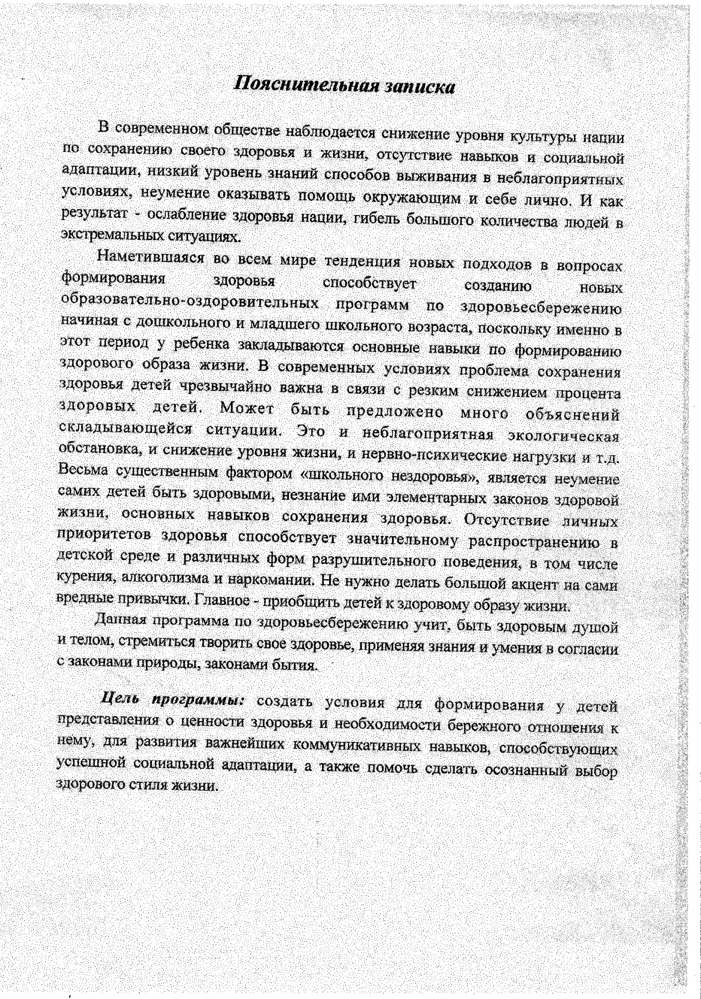 Пояснительная записка
В современном обществе наблюдается снижение уровня культуры нации
по сохранению своего здоровья и жизни, отсутствие навыков и социальной
адаптации, низкий уровень знаний способов выживания в неблагоприятных
условиях, неумение оказывать помощь окружающим и себе лично. И как
результат - ослабление здоровья нации, гибель большого количества людей в
экстремальных ситуациях.
Наметившаяся во всем мире тенденция новых подходов в вопросах
формирования здоровья способствует созданию новых
образовательно-оздоровительных программ по здоровьесбережению
начиная с дошкольного и младшего школьного возраста, поскольку именно в
этот период у ребенка закладываются основные навыки по формированию
здорового образа жизни. В современных условиях проблема сохранения
здоровья детей чрезвычайно важна в связи с резким снижением процента
здоровых детей. Может быть предложено много объяснений
складывающейся ситуации. Это и неблагоприятная экологическая
обстановка, и снижение уровня жизни, и нервно-психические нагрузки и т.д.
Весьма существенным фактором «школьного нездоровья», является неумение
самих детей быть здоровыми, незнание ими элементарных законов здоровой
жизни, основных навыков сохранения здоровья. Отсутствие личных
приоритетов здоровья способствует значительному распространению в
детской среде и различных форм разрушительного поведения, в том числе
курения, алкоголизма и наркомании. Не нужно делать большой акцент на сами
вредные привычки. Главное - приобщить детей к здоровому образу жизни.
Данная программа по здоровьесбережению учит, быть здоровым душой
и телом, стремиться творить свое здоровье, применяя знания и умения в согласии
с законами природы, законами бытия.
Цель программы: создать условия для формирования у детей
представления о ценности здоровья и необходимости бережного отношения к
нему, для развития важнейших коммуникативных навыков, способствующих
успешной социальной адаптации, а также помочь сделать осознанный выбор
здорового стиля жизни.